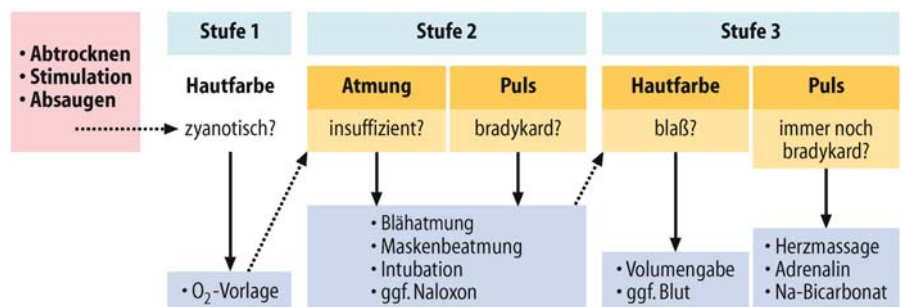 • Abtrocknen
• Stimulation
• Absaugen
Stufe 1
Hautfarbe
zyanotisch?
• O₂-Vorlage
Stufe 2
Atmung
insuffizient?
Puls
bradykard?
• Blähatmung
• Maskenbeatmung
• Intubation
• ggf. Naloxon
Stufe 3
Hautfarbe
blaß?
• Volumengabe
• ggf. Blut
Puls
immer noch
bradykard?
• Herzmassage
• Adrenalin
• Na-Bicarbonat